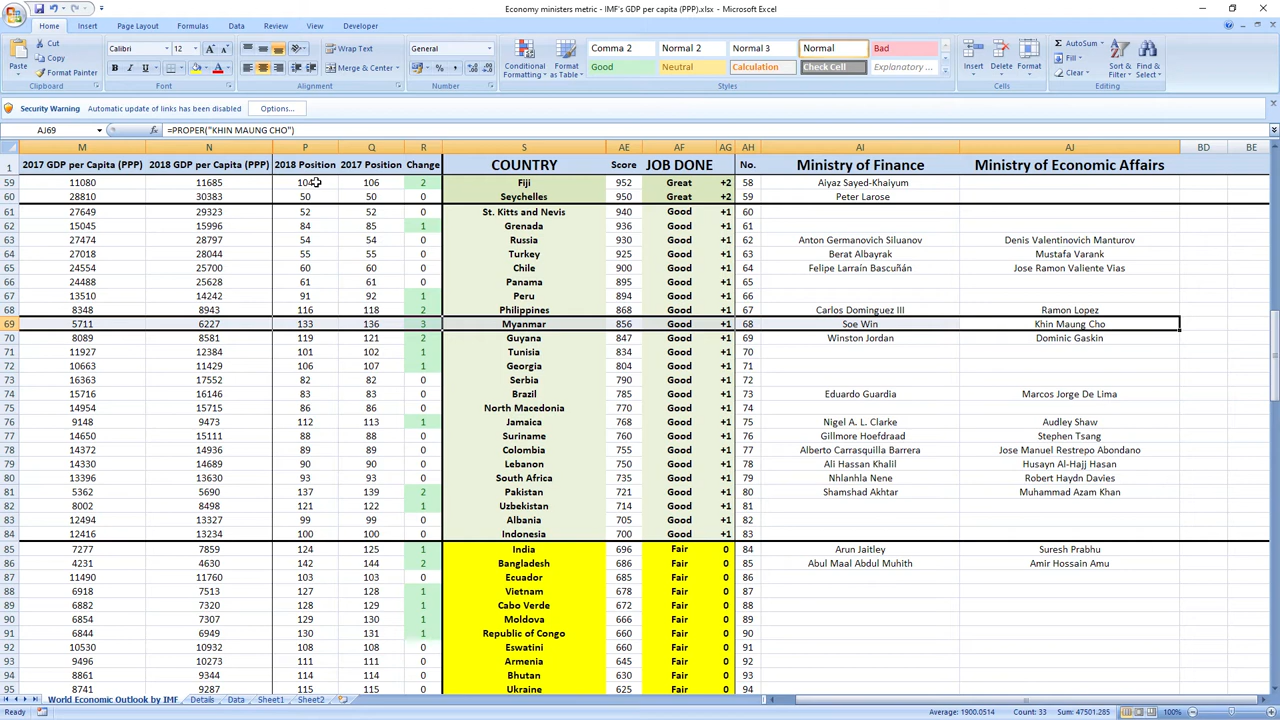 Economy ministers metric - IMF's GDP per capita (PPP).xlsx - Microsoft Excel
Home Insert Page Layout Formulas Data Review View Developer
Paste Cut Copy Format Painter Clipboard
Calibri 12 B I U Font
Wrap Text Merge & Center Alignment
General % , Number
Conditional Formatting Format as Table
Comma 2 Normal 2 Normal 3 Normal Bad
Good Neutral Calculation Check Cell Explanatory ...
Styles
Insert Delete Format Cells
AutoSum Fill Clear Sort & Filter Find & Select Editing
Security Warning Automatic update of links has been disabled Options...
AJ69 fx =PROPER("KHIN MAUNG CHO")
M N P Q R S AE AF AG AH AI AJ BD BE
1 2017 GDP per Capita (PPP) 2018 GDP per Capita (PPP) 2018 Position 2017 Position Change COUNTRY Score JOB DONE No. Ministry of Finance Ministry of Economic Affairs
59 11080 11685 104 106 2 Fiji 952 Great +2 58 Aiyaz Sayed-Khaiyum
60 28810 30383 50 50 0 Seychelles 950 Great +2 59 Peter Larose
61 27649 29323 52 52 0 St. Kitts and Nevis 940 Good +1 60
62 15045 15996 84 85 1 Grenada 936 Good +1 61
63 27474 28797 54 54 0 Russia 930 Good +1 62 Anton Germanovich Siluanov Denis Valentinovich Manturov
64 27018 28044 55 55 0 Turkey 925 Good +1 63 Berat Albayrak Mustafa Varank
65 24554 25700 60 60 0 Chile 900 Good +1 64 Felipe Larraín Bascuñán Jose Ramon Valiente Vias
66 24488 25628 61 61 0 Panama 895 Good +1 65
67 13510 14242 91 92 1 Peru 894 Good +1 66
68 8348 8943 116 118 2 Philippines 868 Good +1 67 Carlos Dominguez III Ramon Lopez
69 5711 6227 133 136 3 Myanmar 856 Good +1 68 Soe Win Khin Maung Cho
70 8089 8581 119 121 2 Guyana 847 Good +1 69 Winston Jordan Dominic Gaskin
71 11927 12384 101 102 1 Tunisia 834 Good +1 70
72 10663 11429 106 107 1 Georgia 804 Good +1 71
73 16363 17552 82 82 0 Serbia 790 Good +1 72
74 15716 16146 83 83 0 Brazil 785 Good +1 73 Eduardo Guardia Marcos Jorge De Lima
75 14954 15715 86 86 0 North Macedonia 770 Good +1 74
76 9148 9473 112 113 1 Jamaica 768 Good +1 75 Nigel A. L. Clarke Audley Shaw
77 14650 15111 88 88 0 Suriname 760 Good +1 76 Gillmore Hoefdraad Stephen Tsang
78 14372 14936 89 89 0 Colombia 755 Good +1 77 Alberto Carrasquilla Barrera Jose Manuel Restrepo Abondano
79 14330 14689 90 90 0 Lebanon 750 Good +1 78 Ali Hassan Khalil Husayn Al-Hajj Hasan
80 13396 13630 93 93 0 South Africa 735 Good +1 79 Nhlanhla Nene Robert Haydn Davies
81 5362 5690 137 139 2 Pakistan 721 Good +1 80 Shamshad Akhtar Muhammad Azam Khan
82 8002 8498 121 122 1 Uzbekistan 714 Good +1 81
83 12494 13327 99 99 0 Albania 705 Good +1 82
84 12416 13234 100 100 0 Indonesia 700 Good +1 83
85 7277 7859 124 125 1 India 696 Fair 0 84 Arun Jaitley Suresh Prabhu
86 4231 4630 142 144 2 Bangladesh 686 Fair 0 85 Abul Maal Abdul Muhith Amir Hossain Amu
87 11490 11760 103 103 0 Ecuador 685 Fair 0 86
88 6918 7513 127 128 1 Vietnam 678 Fair 0 87
89 6882 7320 128 129 1 Cabo Verde 672 Fair 0 88
90 6854 7307 129 130 1 Moldova 666 Fair 0 89
91 6844 6949 130 131 1 Republic of Congo 660 Fair 0 90
92 10530 10932 108 108 0 Eswatini 660 Fair 0 91
93 9496 10273 111 111 0 Armenia 645 Fair 0 92
94 8861 9344 114 114 0 Bhutan 630 Fair 0 93
95 8741 9287 115 115 0 Ukraine 625 Fair 0 94
World Economic Outlook by IMF Details Data Sheet1 Sheet2
Ready Average: 1900.0514 Count: 33 Sum: 47501.285 100%